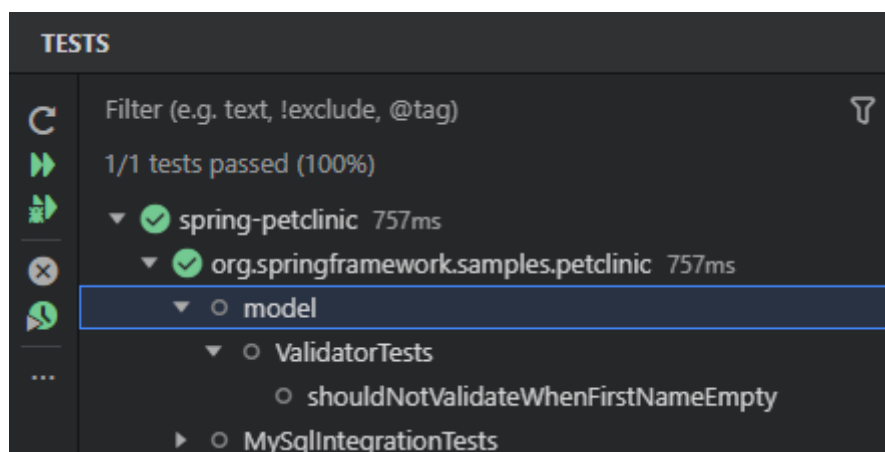 TESTS
Filter (e.g. text, !exclude, @tag)
1/1 tests passed (100%)
spring-petclinic 757ms
org.springframework.samples.petclinic 757ms
model
ValidatorTests
shouldNotValidateWhenFirstNameEmpty
MySqlIntegrationTests